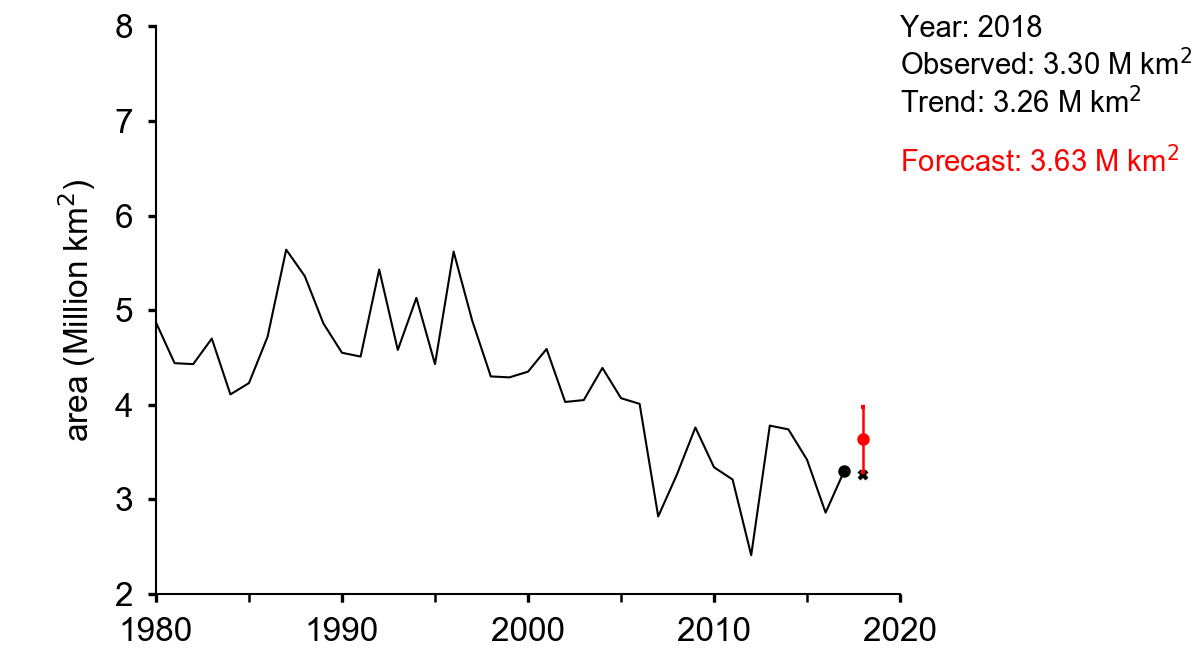 Year: 2018
Observed: 3.30 M km²
Trend: 3.26 M km²
Forecast: 3.63 M km²
area (Million km²)
8
7
6
5
4
3
2
1980 1990 2000 2010 2020